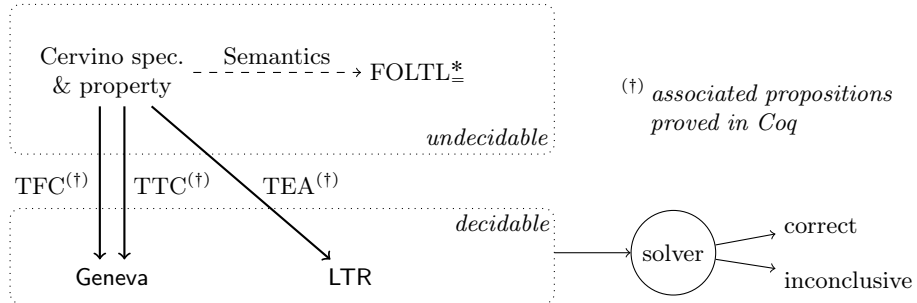 Cervino spec.
& property
Semantics
FOLTL*=
(†) associated propositions
proved in Coq
undecidable
TFC(†)
TTC(†)
TEA(†)
decidable
Geneva
LTR
solver
correct
inconclusive